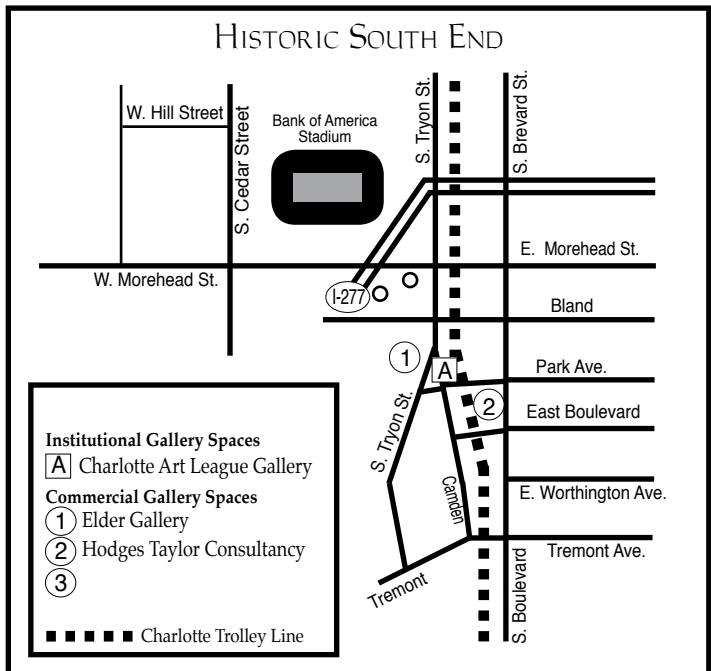 HISTORIC SOUTH END
W. Hill Street
S. Cedar Street
Bank of America
Stadium
S. Tryon St.
S. Brevard St.
E. Morehead St.
W. Morehead St.
I-277
Bland
1
A
Park Ave.
2
East Boulevard
S. Tryon St.
Camden
E. Worthington Ave.
Tremont Ave.
Tremont
S. Boulevard
Institutional Gallery Spaces
A Charlotte Art League Gallery
Commercial Gallery Spaces
1 Elder Gallery
2 Hodges Taylor Consultancy
3
Charlotte Trolley Line